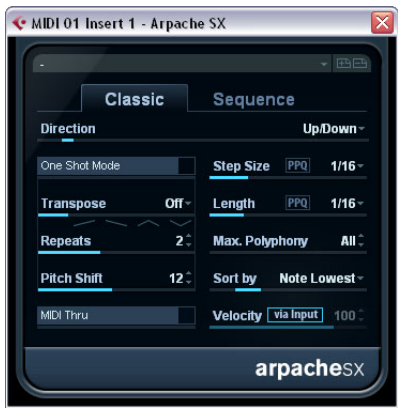 MIDI 01 Insert 1 - Arpache SX
-
Classic Sequence
Direction Up/Down
One Shot Mode Step Size PPQ 1/16
Transpose Off Length PPQ 1/16
Repeats 2 Max. Polyphony All
Pitch Shift 12 Sort by Note Lowest
MIDI Thru Velocity via Input 100
arpacheSX